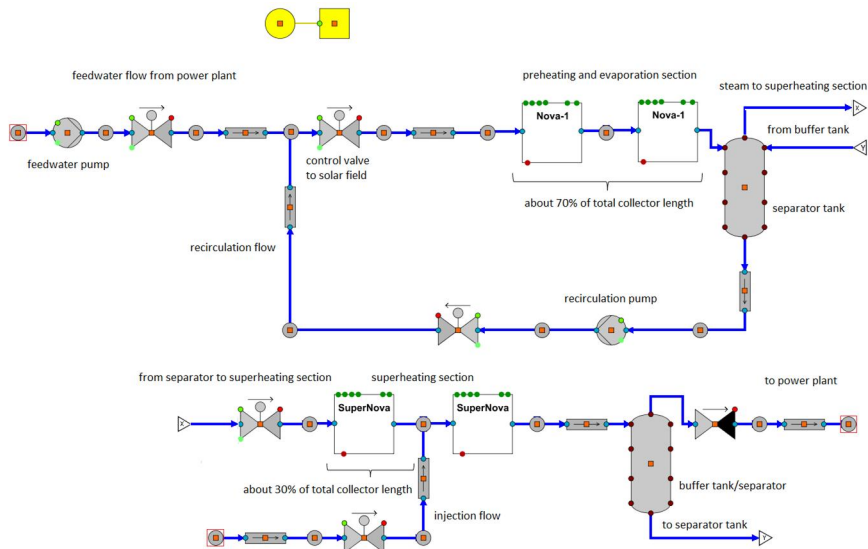 feedwater flow from power plant
preheating and evaporation section
steam to superheating section
X
Nova-1
Nova-1
from buffer tank
Y
feedwater pump
control valve
to solar field
about 70% of total collector length
separator tank
recirculation flow
recirculation pump
from separator to superheating section
superheating section
to power plant
X
SuperNova
SuperNova
about 30% of total collector length
buffer tank/separator
injection flow
to separator tank
Y